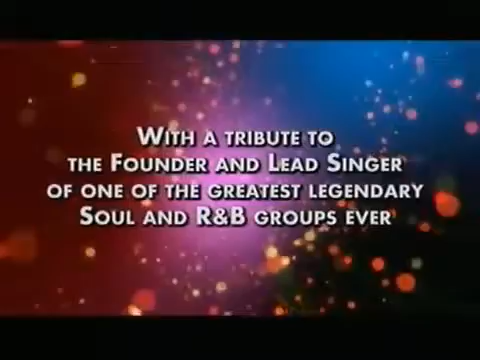 WITH A TRIBUTE TO
THE FOUNDER AND LEAD SINGER
OF ONE OF THE GREATEST LEGENDARY
SOUL AND R&B GROUPS EVER